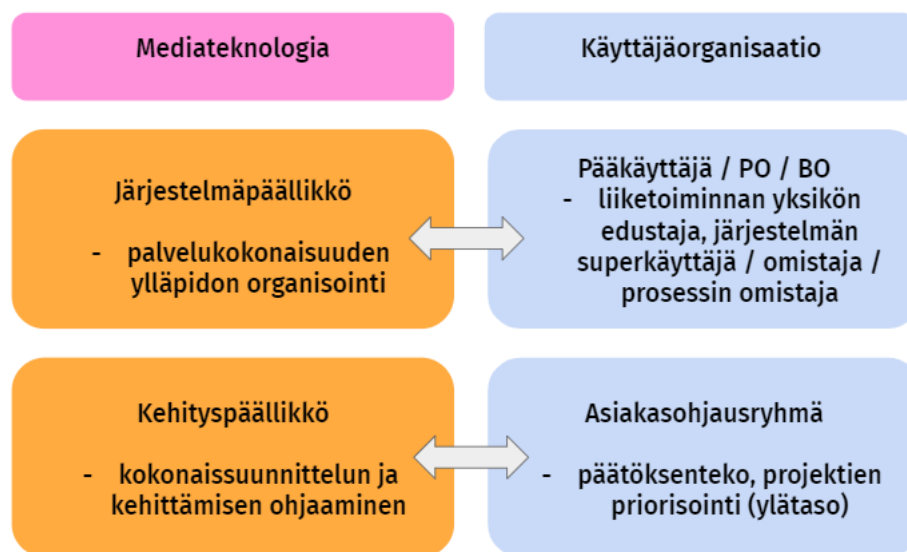 Mediateknologia
Käyttäjäorganisaatio
Järjestelmäpäällikkö
- palvelukokonaisuuden
ylläpidon organisointi
Pääkäyttäjä / PO / BO
- liiketoiminnan yksikön
edustaja, järjestelmän
superkäyttäjä / omistaja /
prosessin omistaja
Kehityspäällikkö
- kokonaissuunnittelun ja
kehittämisen ohjaaminen
Asiakasohjausryhmä
- päätöksenteko, projektien
priorisointi (ylätaso)